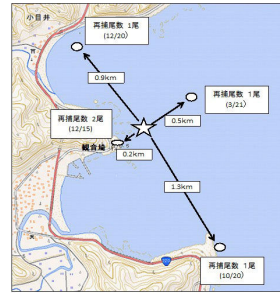 小目井
再捕尾数 1尾
(12/20)
0.9km
再捕尾数 1尾
(3/21)
0.5km
再捕尾数 2尾
(12/15)
観音埼
0.2km
1.3km
再捕尾数 1尾
(10/20)